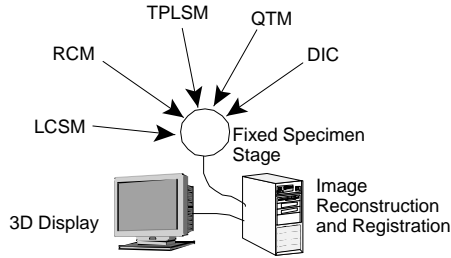 TPLSM
QTM
RCM
DIC
LCSM
Fixed Specimen
Stage
3D Display
Image
Reconstruction
and Registration